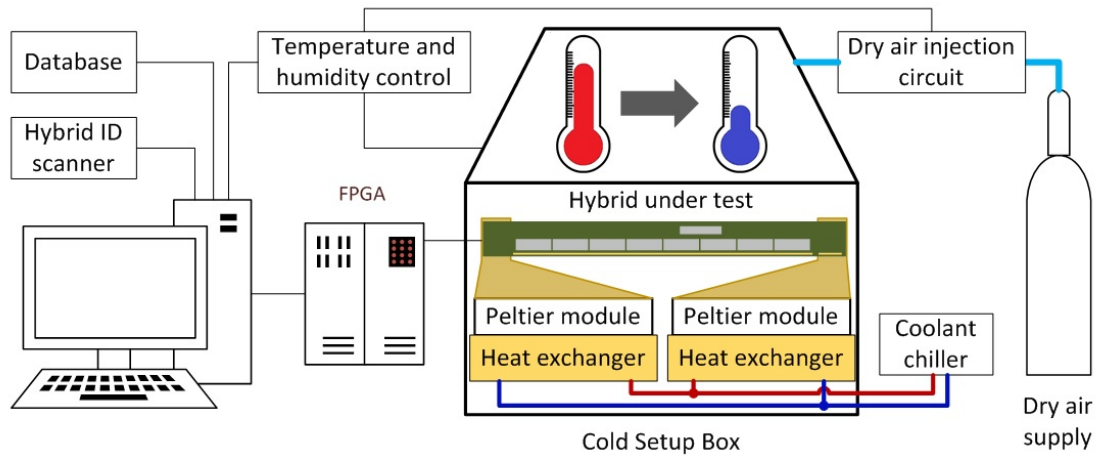 Database
Temperature and
humidity control
Dry air injection
circuit
Hybrid ID
scanner
FPGA
Hybrid under test
Peltier module
Peltier module
Heat exchanger
Heat exchanger
Coolant
chiller
Dry air
supply
Cold Setup Box